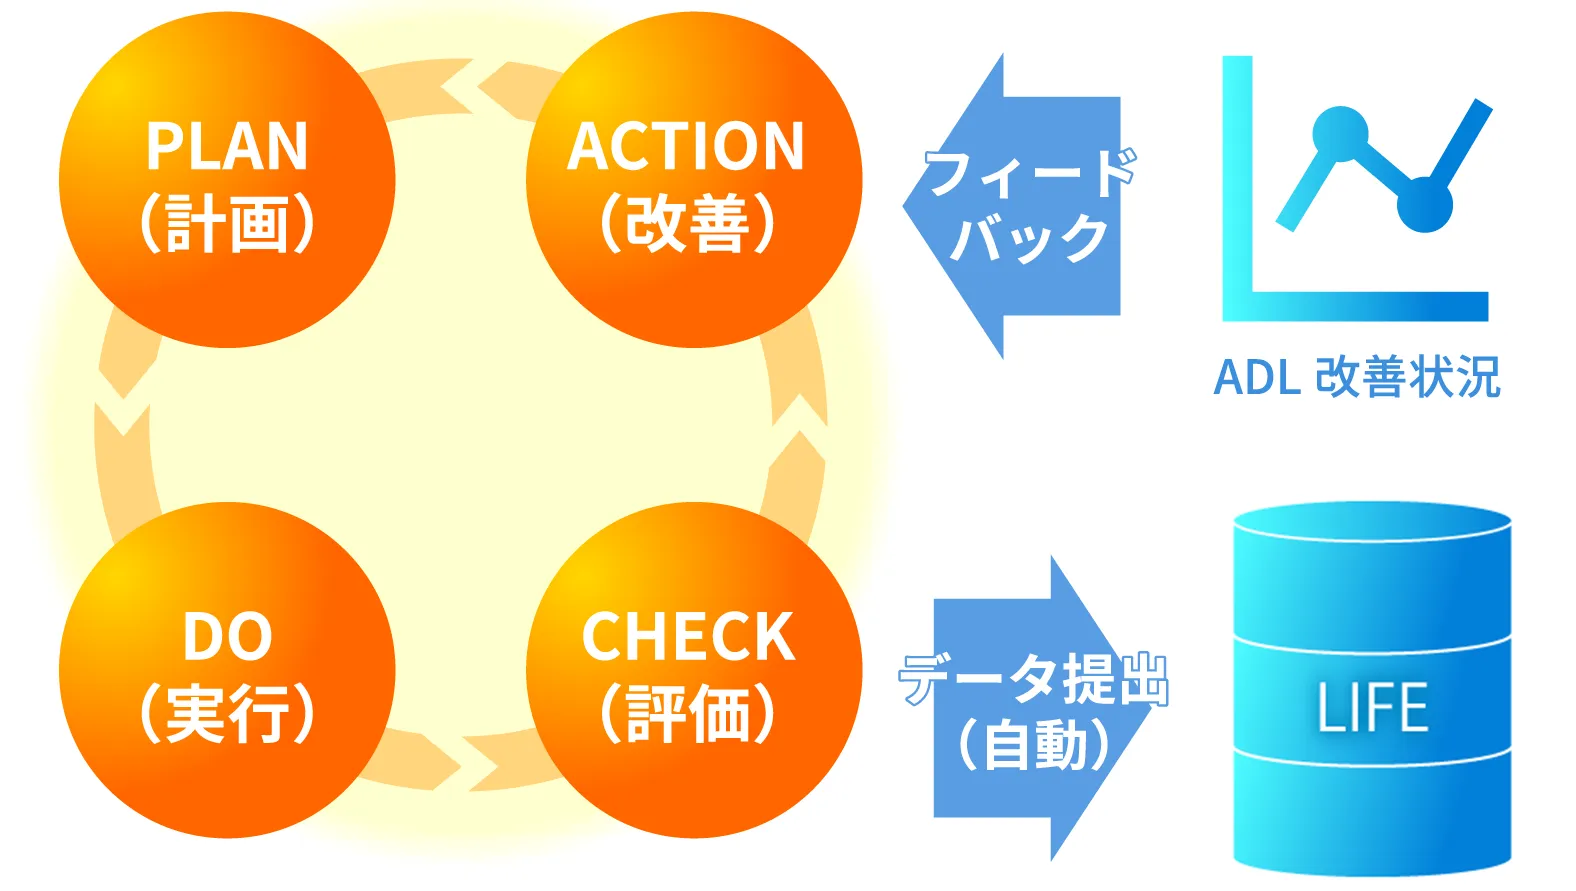 PLAN
（計画）
ACTION
（改善）
フィード
バック
ADL 改善状況
DO
（実行）
CHECK
（評価）
データ提出
（自動）
LIFE